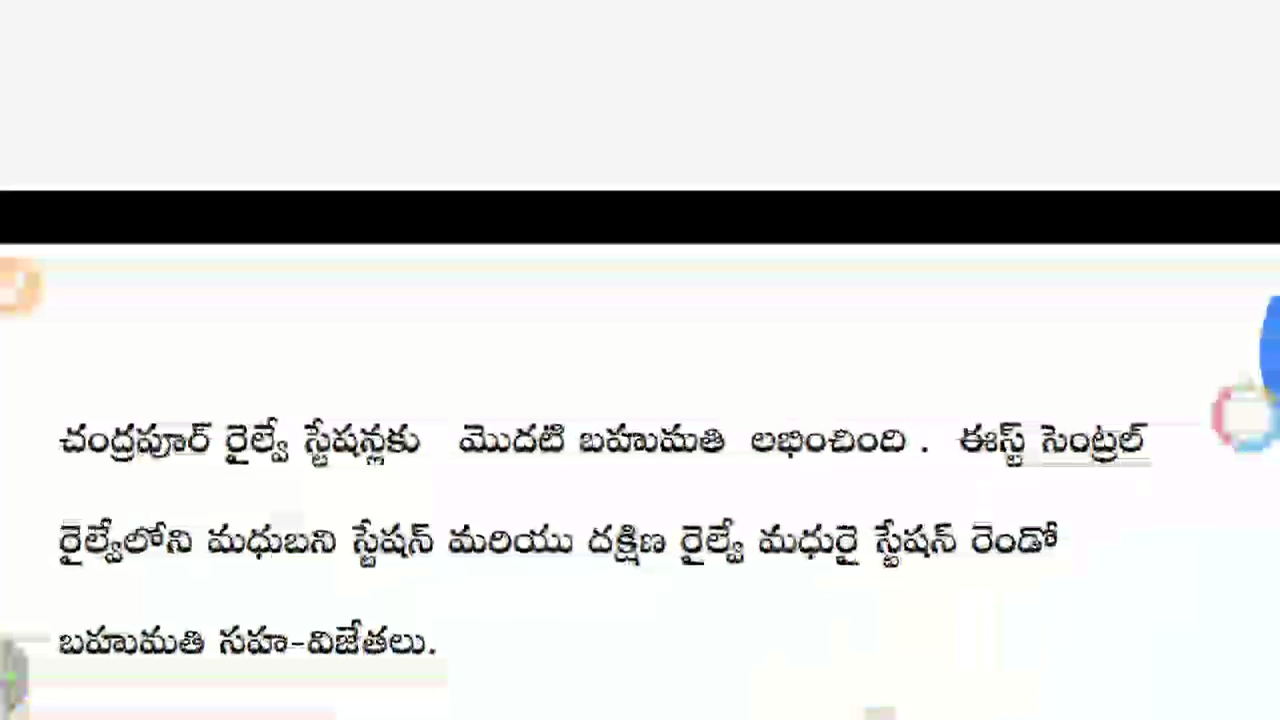 చంద్రపూర్ రైల్వే స్టేషన్లకు మొదటి బహుమతి లభించింది . ఈస్ట్ సెంట్రల్
రైల్వేలోని మధుబని స్టేషన్ మరియు దక్షిణ రైల్వే మధురై స్టేషన్ రెండో
బహుమతి సహ-విజేతలు.